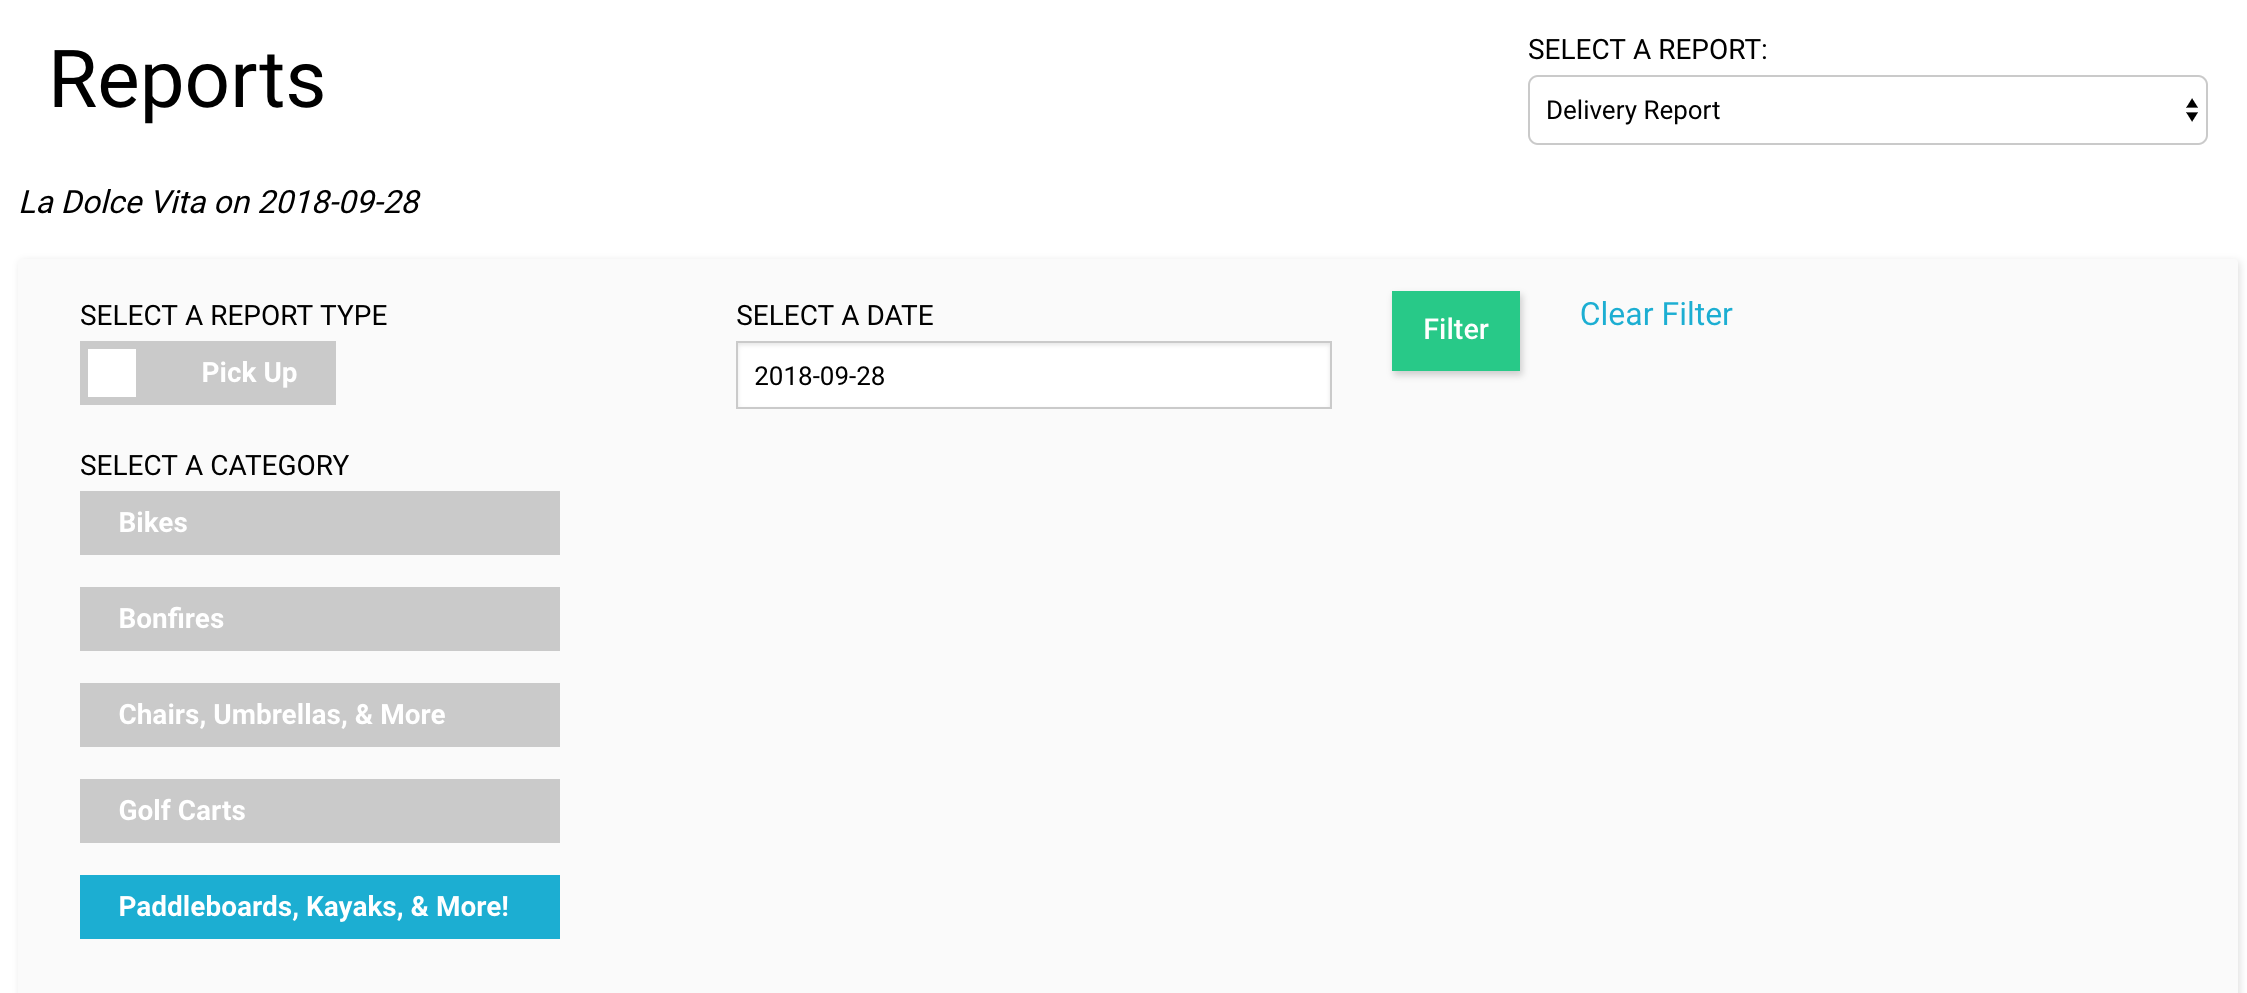 Reports
SELECT A REPORT:
Delivery Report
La Dolce Vita on 2018-09-28
SELECT A REPORT TYPE
Pick Up
SELECT A DATE
2018-09-28
Filter
Clear Filter
SELECT A CATEGORY
Bikes
Bonfires
Chairs, Umbrellas, & More
Golf Carts
Paddleboards, Kayaks, & More!